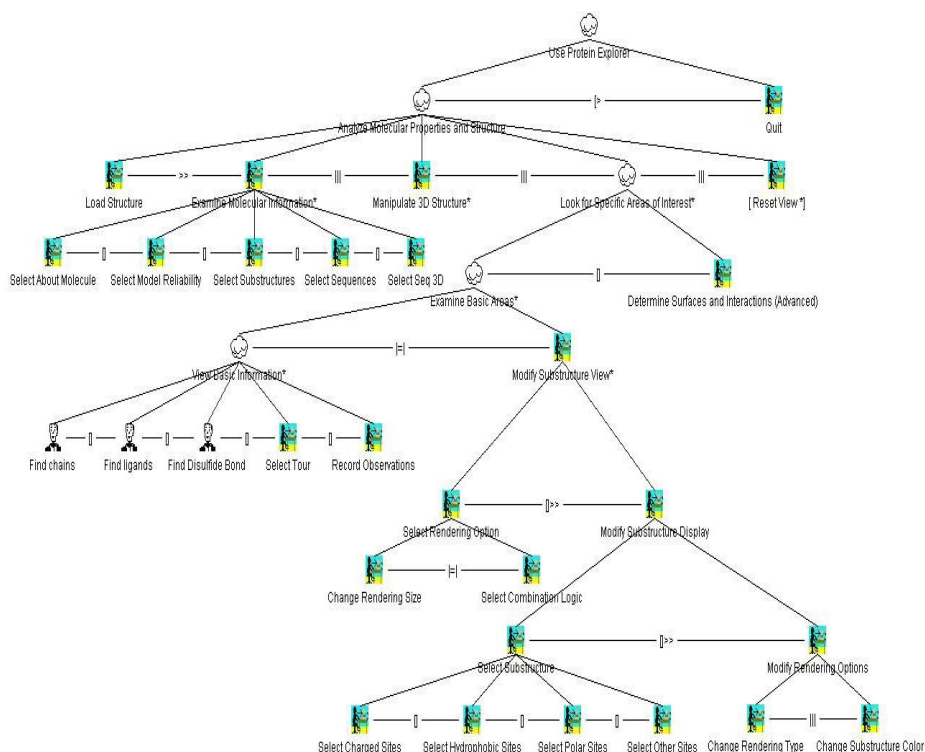 Use Protein Explorer
[>
Analyze Molecular Properties and Structure
Quit
>> ||| ||| |||
Load Structure Examine Molecular Information* Manipulate 3D Structure* Look for Specific Areas of Interest* [ Reset View *]
[] [] [] []
Select About Molecule Select Model Reliability Select Substructures Select Sequences Select Seq 3D
[]
Examine Basic Areas* Determine Surfaces and Interactions (Advanced)
|=|
View Basic Information* Modify Substructure View*
[] [] [] []
Find chains Find ligands Find Disulfide Bond Select Tour Record Observations
[]>>
Select Rendering Option Modify Substructure Display
|=|
Change Rendering Size Select Combination Logic
[]>>
Select Substructure Modify Rendering Options
[] [] [] |||
Select Charged Sites Select Hydrophobic Sites Select Polar Sites Select Other Sites Change Rendering Type Change Substructure Color